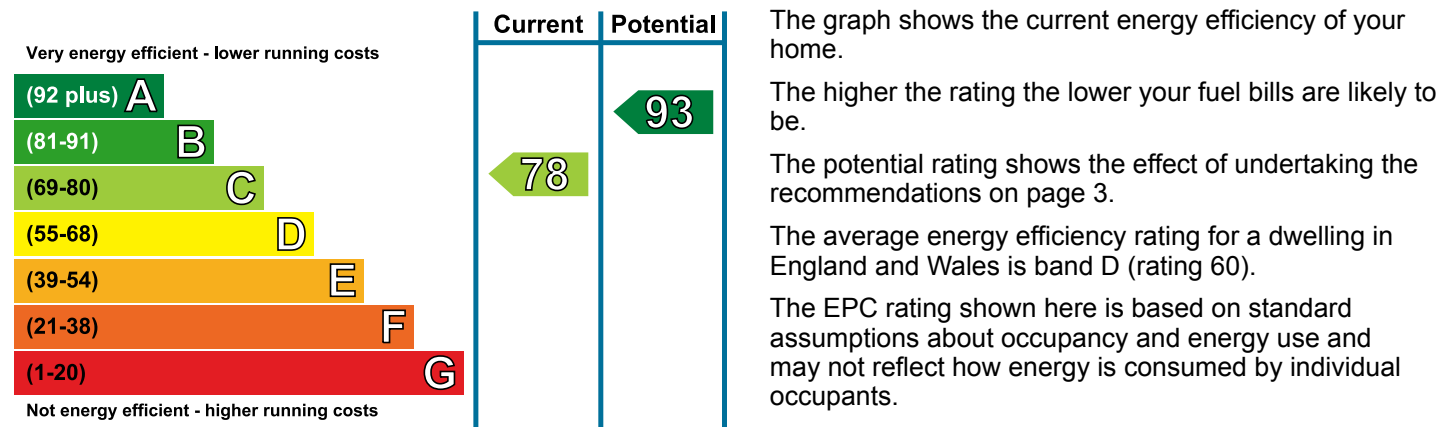 Current Potential
Very energy efficient - lower running costs
(92 plus) A
93
(81-91) B
(69-80) C
78
(55-68) D
(39-54) E
(21-38) F
(1-20) G
Not energy efficient - higher running costs
The graph shows the current energy efficiency of your
home.
The higher the rating the lower your fuel bills are likely to
be.
The potential rating shows the effect of undertaking the
recommendations on page 3.
The average energy efficiency rating for a dwelling in
England and Wales is band D (rating 60).
The EPC rating shown here is based on standard
assumptions about occupancy and energy use and
may not reflect how energy is consumed by individual
occupants.